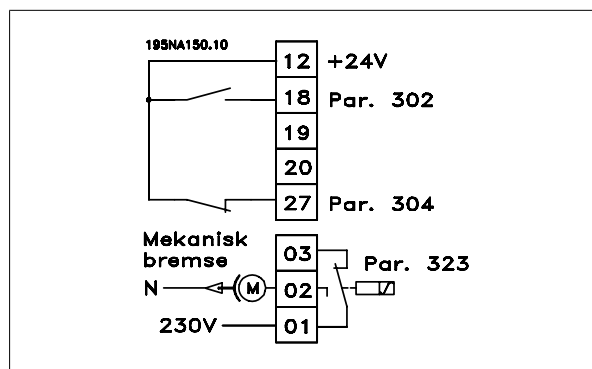 195NA150.10
12 +24V
18 Par. 302
19
20
27 Par. 304
Mekanisk
bremse
03
Par. 323
N M 02
230V 01